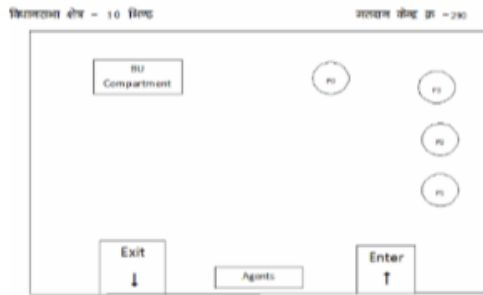 विधानसभा क्षेत्र - 10 भिण्ड
मतदान केन्द्र क्र -290
BU
Compartment
Exit
Agents
Enter